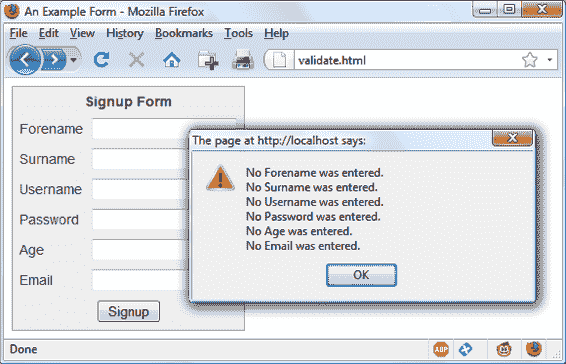 An Example Form - Mozilla Firefox
File Edit View History Bookmarks Tools Help
validate.html
Signup Form
Forename
Surname
Username
Password
Age
Email
Signup
The page at http://localhost says:
No Forename was entered.
No Surname was entered.
No Username was entered.
No Password was entered.
No Age was entered.
No Email was entered.
OK
Done
ABP